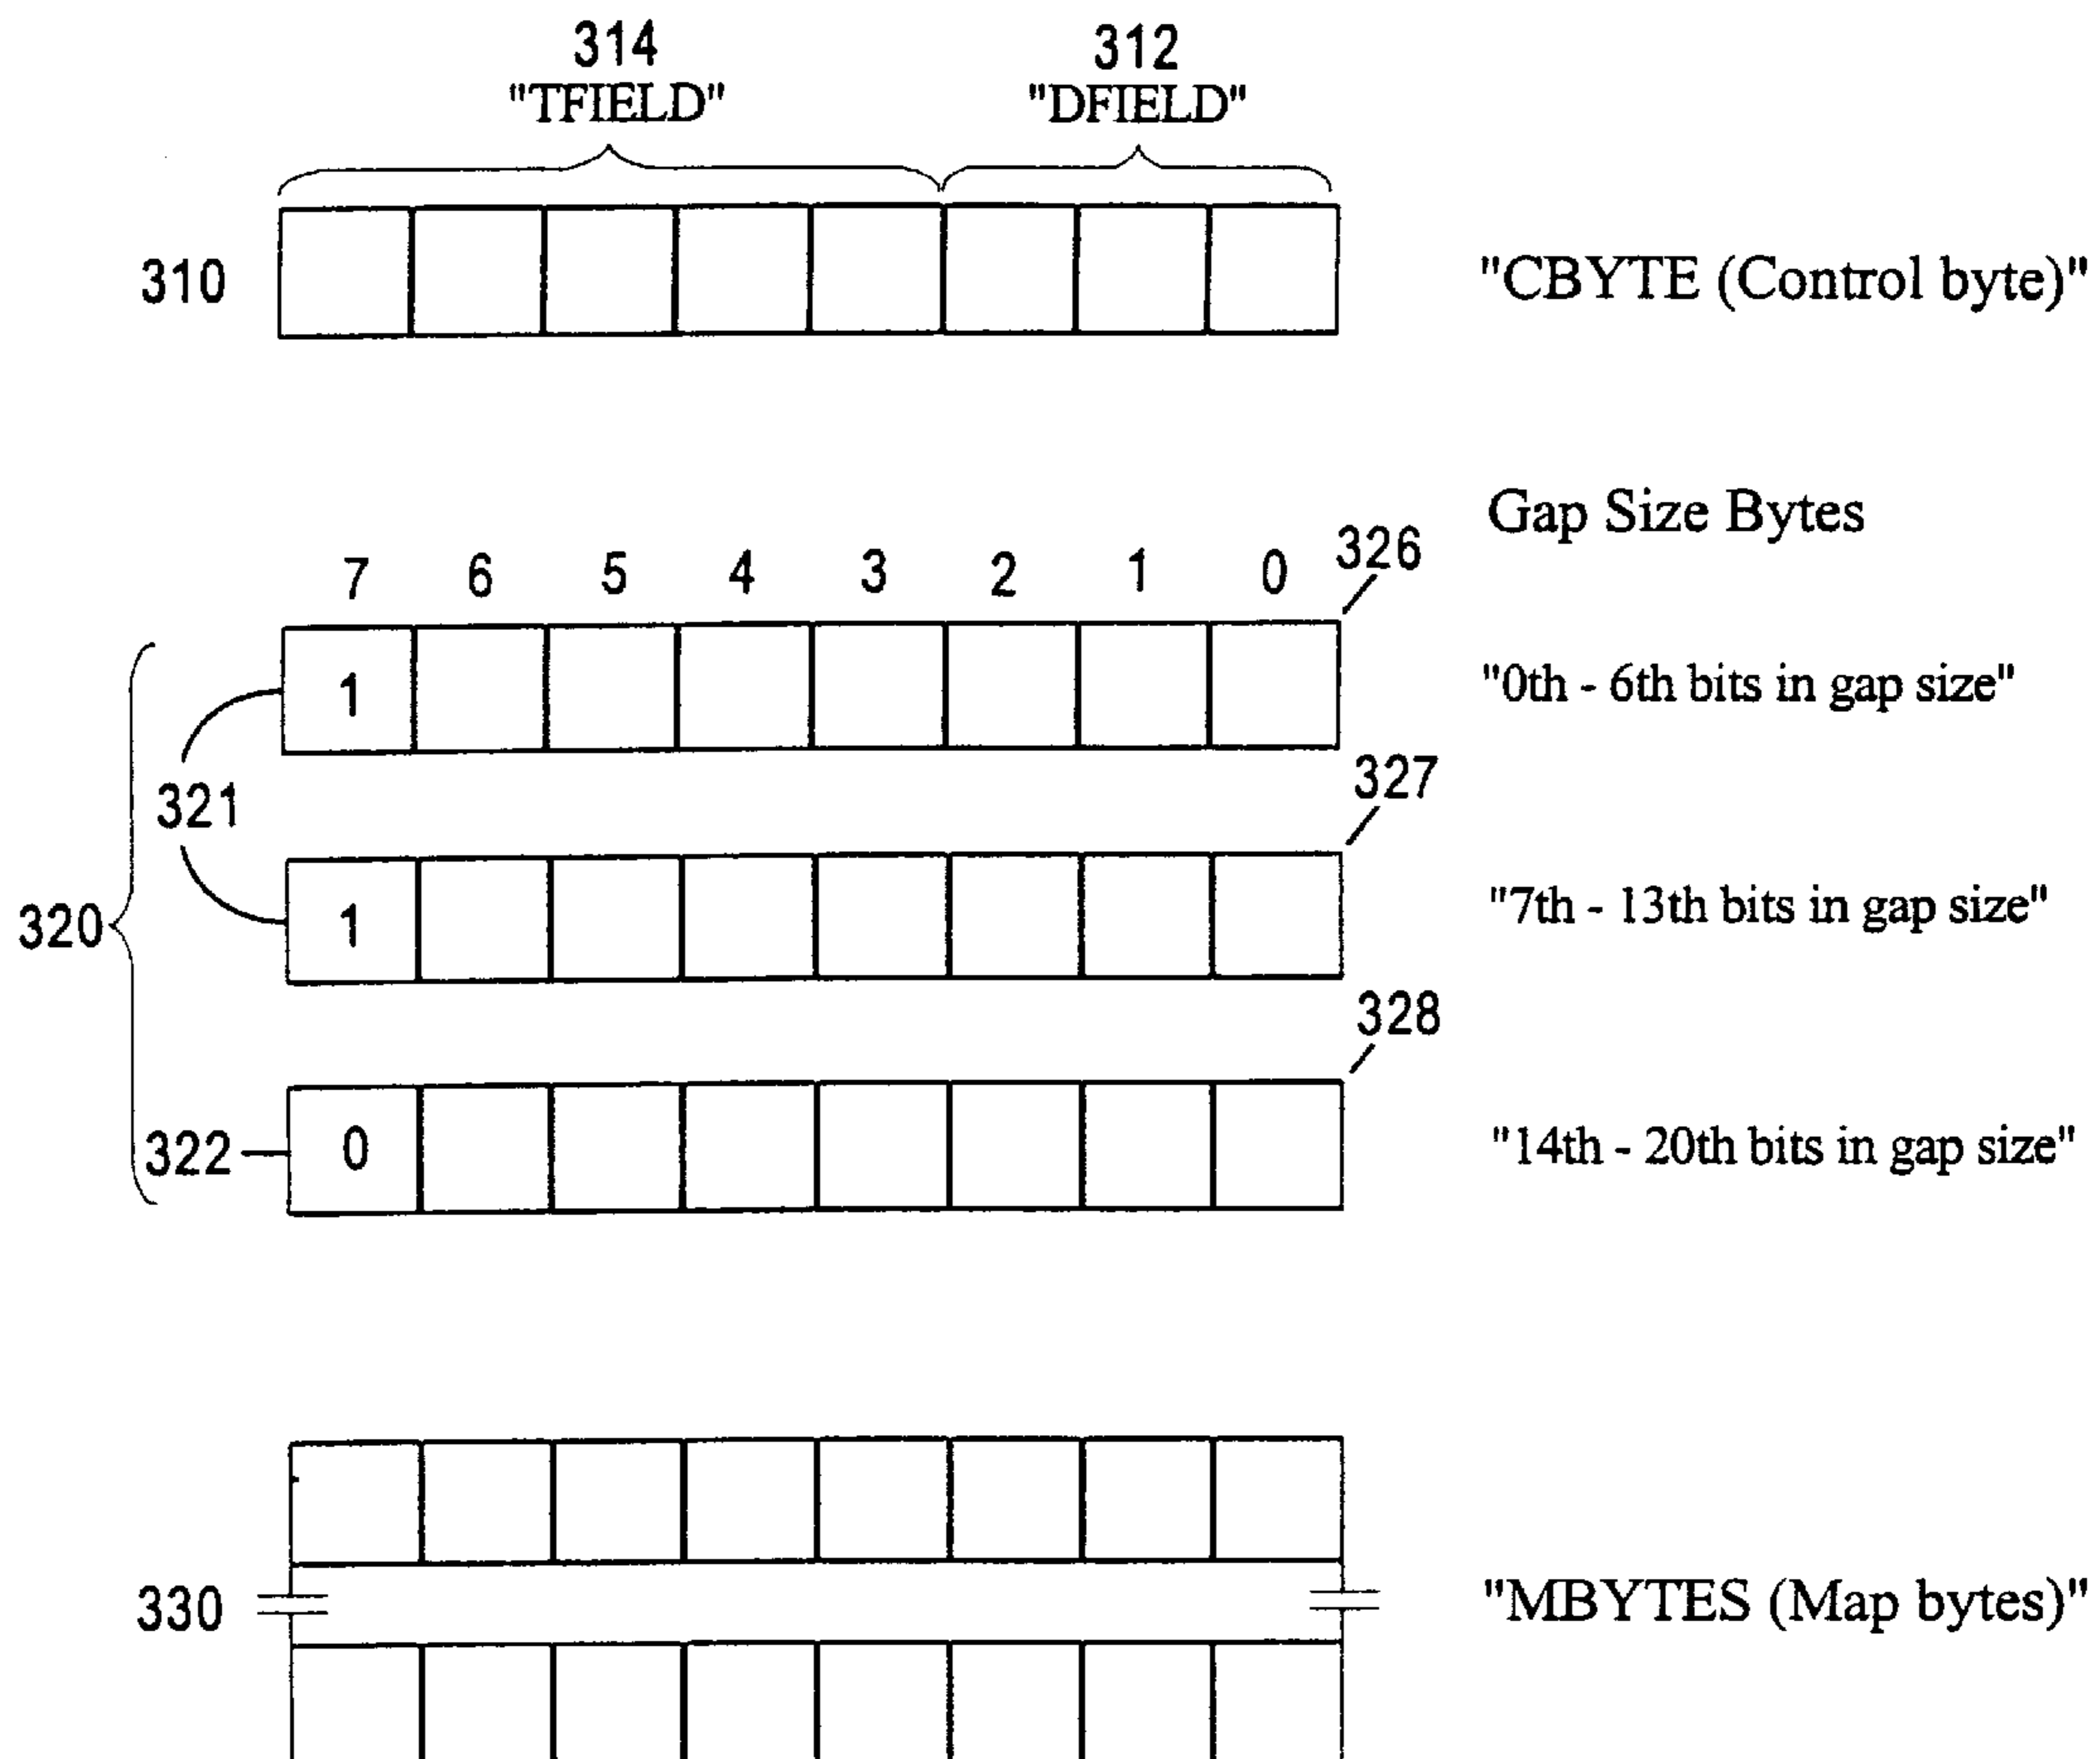 314 312
"TFIELD" "DFIELD"
310 "CBYTE (Control byte)"
Gap Size Bytes
7 6 5 4 3 2 1 0 326
1 "0th - 6th bits in gap size"
321 327
320 1 "7th - 13th bits in gap size"
328
322 0 "14th - 20th bits in gap size"
330 "MBYTES (Map bytes)"